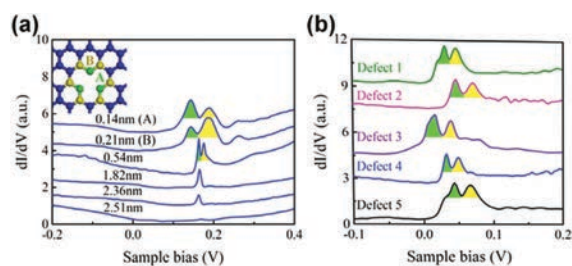 (a)
10
8
6
4
2
0
dI/dV (a.u.)
B
A
0.14nm (A)
0.21nm (B)
0.54nm
1.82nm
2.36nm
2.51nm
-0.2 0.0 0.2 0.4
Sample bias (V)
(b)
12
9
6
3
0
dI/dV (a.u.)
Defect 1
Defect 2
Defect 3
Defect 4
Defect 5
-0.1 0.0 0.1 0.2
Sample bias (V)